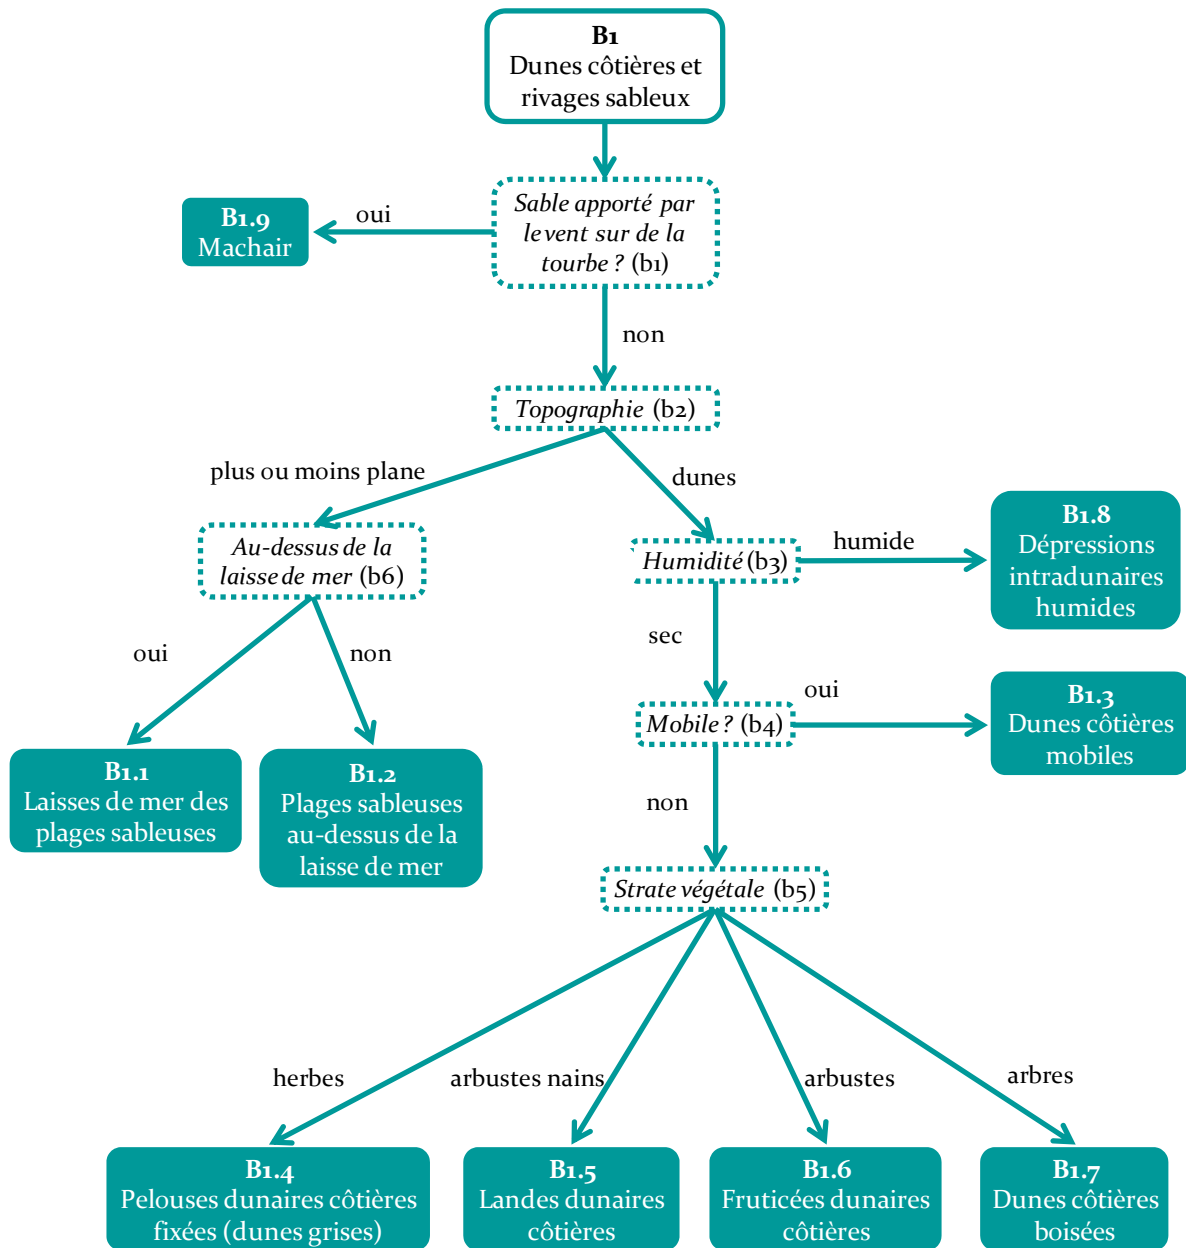 B1
Dunes côtières et
rivages sableux
Sable apporté par
le vent sur de la
tourbe ? (b1)
oui
B1.9
Machair
non
Topographie (b2)
plus ou moins plane
dunes
Au-dessus de la
laisse de mer (b6)
Humidité (b3)
humide
B1.8
Dépressions
intradunaires
humides
oui
non
sec
B1.1
Laisses de mer des
plages sableuses
B1.2
Plages sableuses
au-dessus de la
laisse de mer
Mobile ? (b4)
oui
B1.3
Dunes côtières
mobiles
non
Strate végétale (b5)
herbes
arbustes nains
arbustes
arbres
B1.4
Pelouses dunaires côtières
fixées (dunes grises)
B1.5
Landes dunaires
côtières
B1.6
Fruticées dunaires
côtières
B1.7
Dunes côtières
boisées